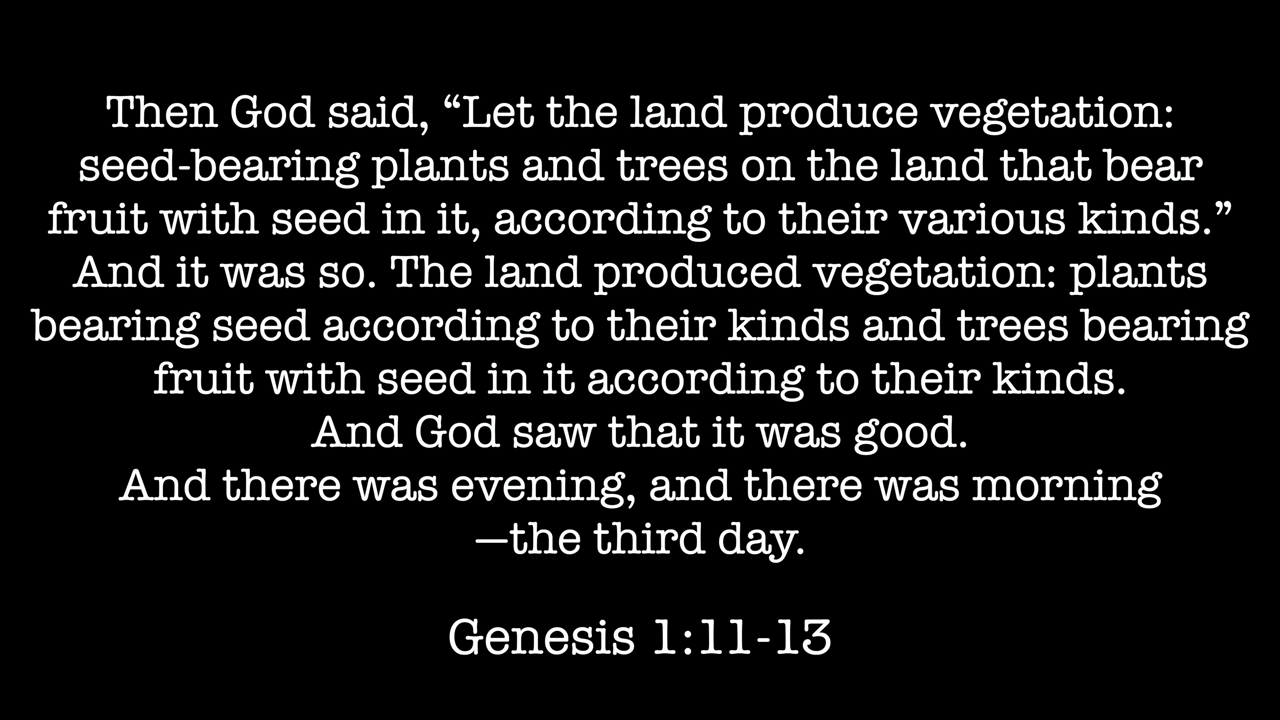 Then God said, “Let the land produce vegetation:
seed-bearing plants and trees on the land that bear
fruit with seed in it, according to their various kinds.”
And it was so. The land produced vegetation: plants
bearing seed according to their kinds and trees bearing
fruit with seed in it according to their kinds.
And God saw that it was good.
And there was evening, and there was morning
—the third day.
Genesis 1:11-13